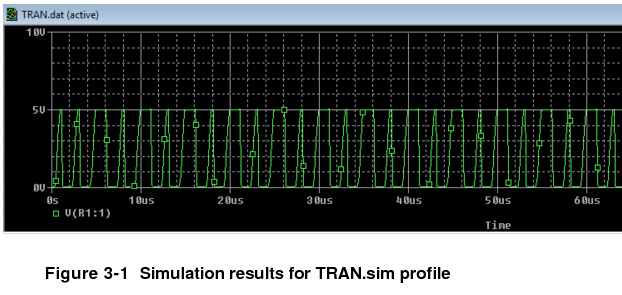 TRAN.dat (active)
10V
5V
0V
0s 10us 20us 30us 40us 50us 60us
V(R1:1)
Time
Figure 3-1 Simulation results for TRAN.sim profile